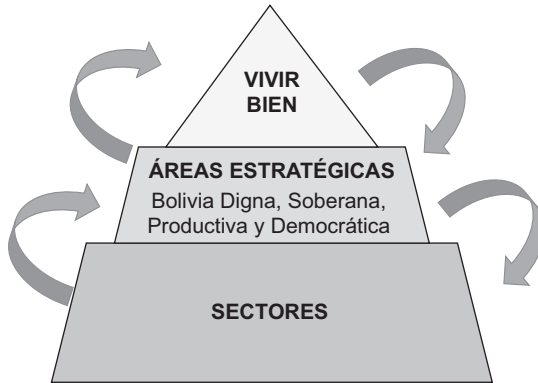 VIVIR
BIEN
ÁREAS ESTRATÉGICAS
Bolivia Digna, Soberana,
Productiva y Democrática
SECTORES